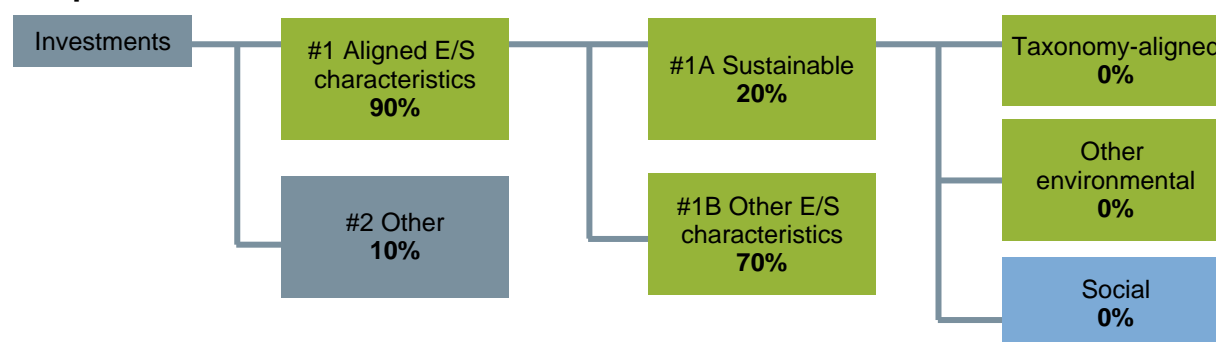 Investments
#1 Aligned E/S
characteristics
90%
#2 Other
10%
#1A Sustainable
20%
#1B Other E/S
characteristics
70%
Taxonomy-aligned
0%
Other
environmental
0%
Social
0%